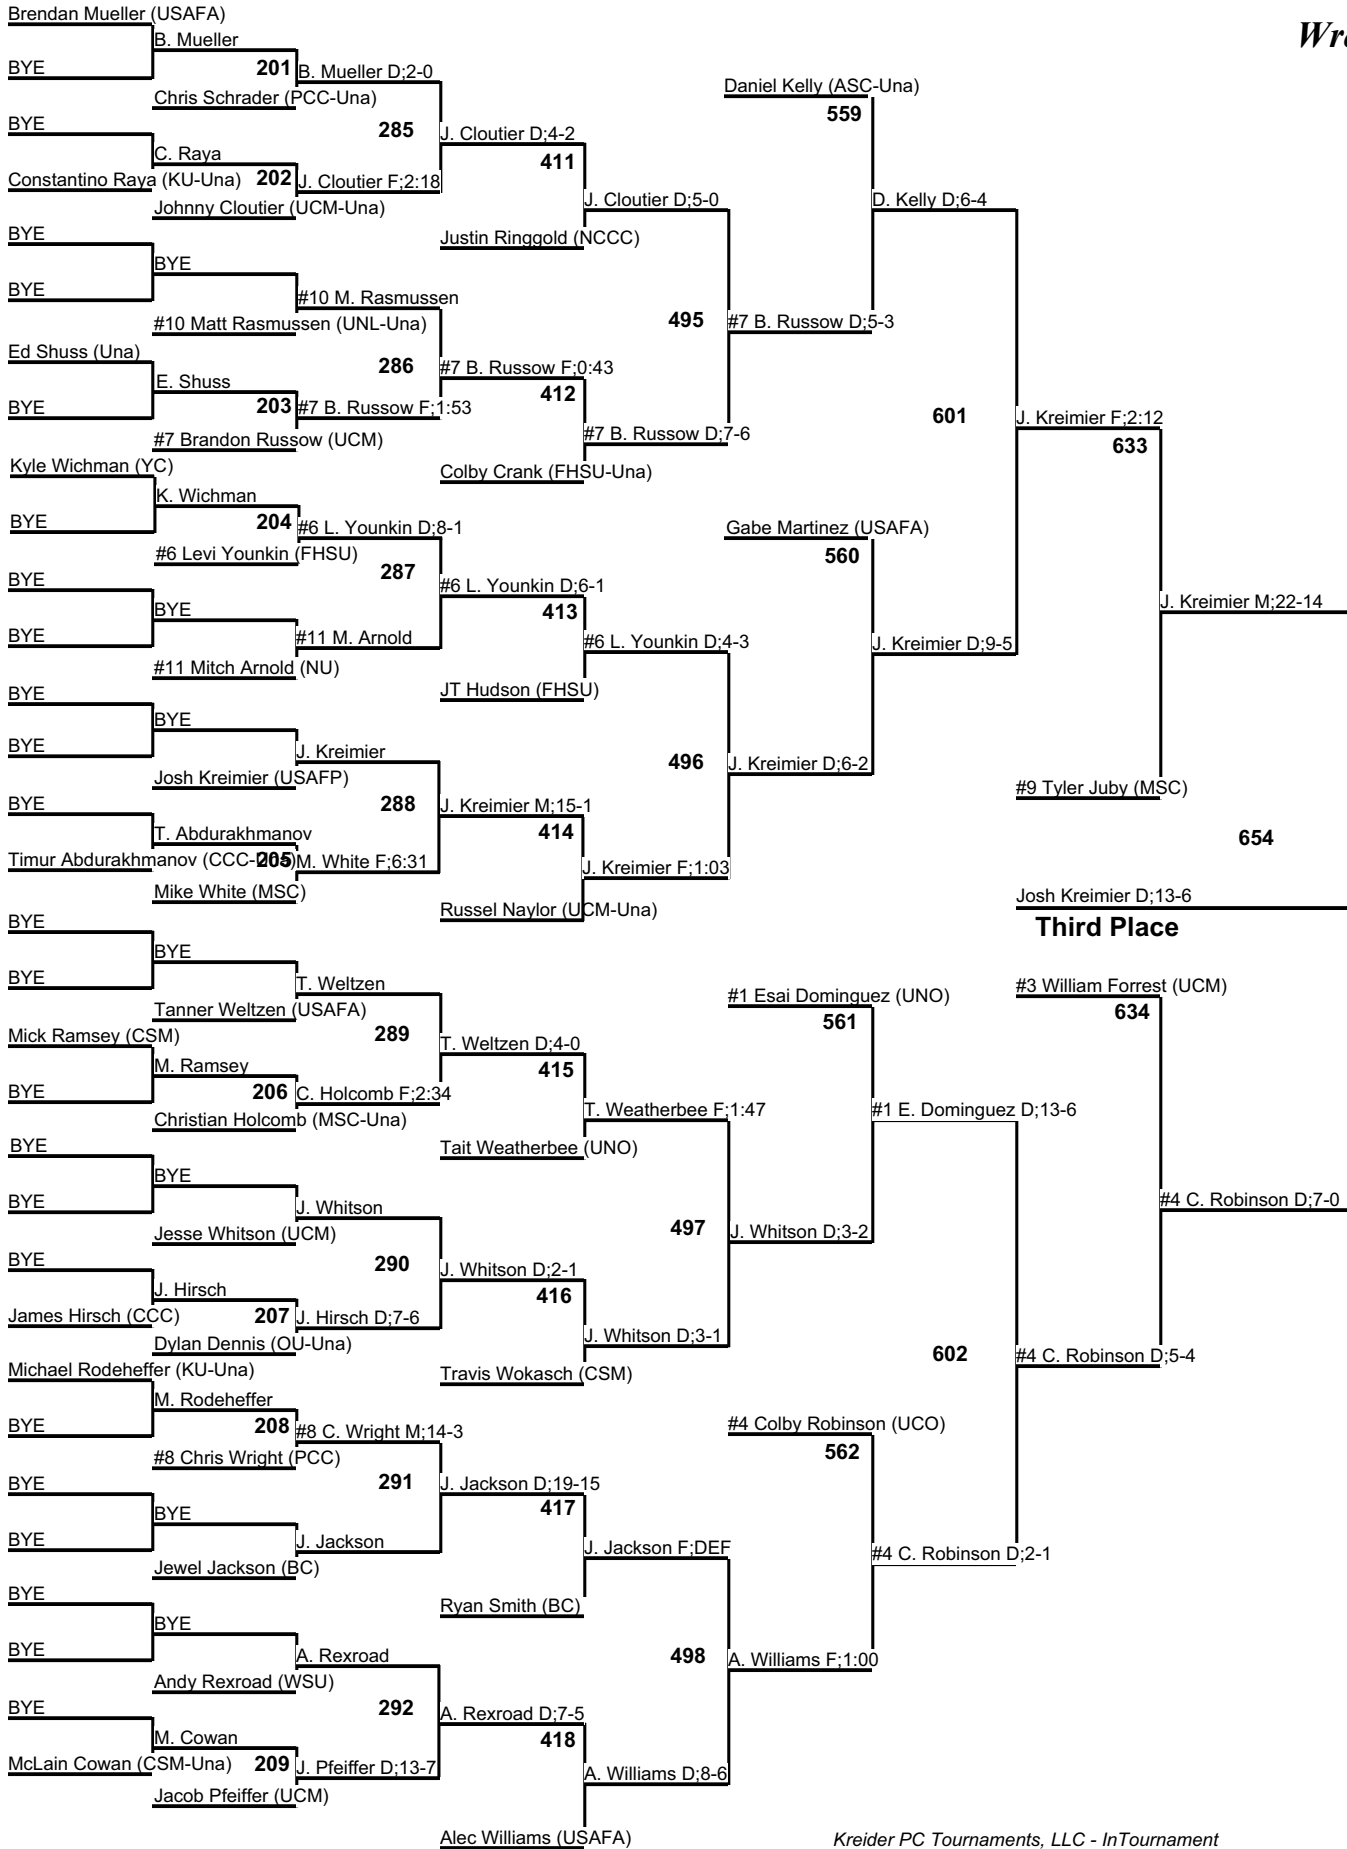 Brendan Mueller (USAFA)
Wre
B. Mueller
BYE
201
B. Mueller D;2-0
Chris Schrader (PCC-Una)
Daniel Kelly (ASC-Una)
559
BYE
285
J. Cloutier D;4-2
C. Raya
411
Constantino Raya (KU-Una)
202
J. Cloutier F;2:18
J. Cloutier D;5-0
D. Kelly D;6-4
Johnny Cloutier (UCM-Una)
BYE
Justin Ringgold (NCCC)
BYE
BYE
#10 M. Rasmussen
#10 Matt Rasmussen (UNL-Una)
495
#7 B. Russow D;5-3
Ed Shuss (Una)
286
#7 B. Russow F;0:43
E. Shuss
412
BYE
203
#7 B. Russow F;1:53
601
J. Kreimier F;2:12
#7 Brandon Russow (UCM)
#7 B. Russow D;7-6
633
Kyle Wichman (YC)
Colby Crank (FHSU-Una)
K. Wichman
BYE
204
#6 L. Younkin D;8-1
Gabe Martinez (USAFA)
#6 Levi Younkin (FHSU)
560
BYE
287
#6 L. Younkin D;6-1
BYE
413
J. Kreimier M;22-14
BYE
#11 M. Arnold
#6 L. Younkin D;4-3
J. Kreimier D;9-5
#11 Mitch Arnold (NU)
BYE
JT Hudson (FHSU)
BYE
BYE
J. Kreimier
496
J. Kreimier D;6-2
Josh Kreimier (USAFP)
#9 Tyler Juby (MSC)
BYE
288
J. Kreimier M;15-1
T. Abdurakhmanov
414
654
Timur Abdurakhmanov (CCC-Una)
205
M. White F;6:31
J. Kreimier F;1:03
Mike White (MSC)
Josh Kreimier D;13-6
Russel Naylor (UCM-Una)
Third Place
BYE
BYE
BYE
T. Weltzen
#3 William Forrest (UCM)
Tanner Weltzen (USAFA)
#1 Esai Dominguez (UNO)
634
Mick Ramsey (CSM)
289
561
T. Weltzen D;4-0
M. Ramsey
415
BYE
206
C. Holcomb F;2:34
Christian Holcomb (MSC-Una)
T. Weatherbee F;1:47
#1 E. Dominguez D;13-6
BYE
Tait Weatherbee (UNO)
BYE
BYE
J. Whitson
#4 C. Robinson D;7-0
Jesse Whitson (UCM)
497
J. Whitson D;3-2
BYE
290
J. Whitson D;2-1
J. Hirsch
416
James Hirsch (CCC)
207
J. Hirsch D;7-6
Dylan Dennis (OU-Una)
J. Whitson D;3-1
602
#4 C. Robinson D;5-4
Michael Rodeheffer (KU-Una)
Travis Wokasch (CSM)
M. Rodeheffer
BYE
208
#8 C. Wright M;14-3
#4 Colby Robinson (UCO)
#8 Chris Wright (PCC)
562
BYE
291
J. Jackson D;19-15
BYE
417
BYE
J. Jackson
J. Jackson F;DEF
#4 C. Robinson D;2-1
Jewel Jackson (BC)
BYE
Ryan Smith (BC)
BYE
BYE
A. Rexroad
498
A. Williams F;1:00
Andy Rexroad (WSU)
BYE
292
A. Rexroad D;7-5
M. Cowan
418
McLain Cowan (CSM-Una)
209
J. Pfeiffer D;13-7
A. Williams D;8-6
Jacob Pfeiffer (UCM)
Alec Williams (USAFA)
Kreider PC Tournaments, LLC - InTournament